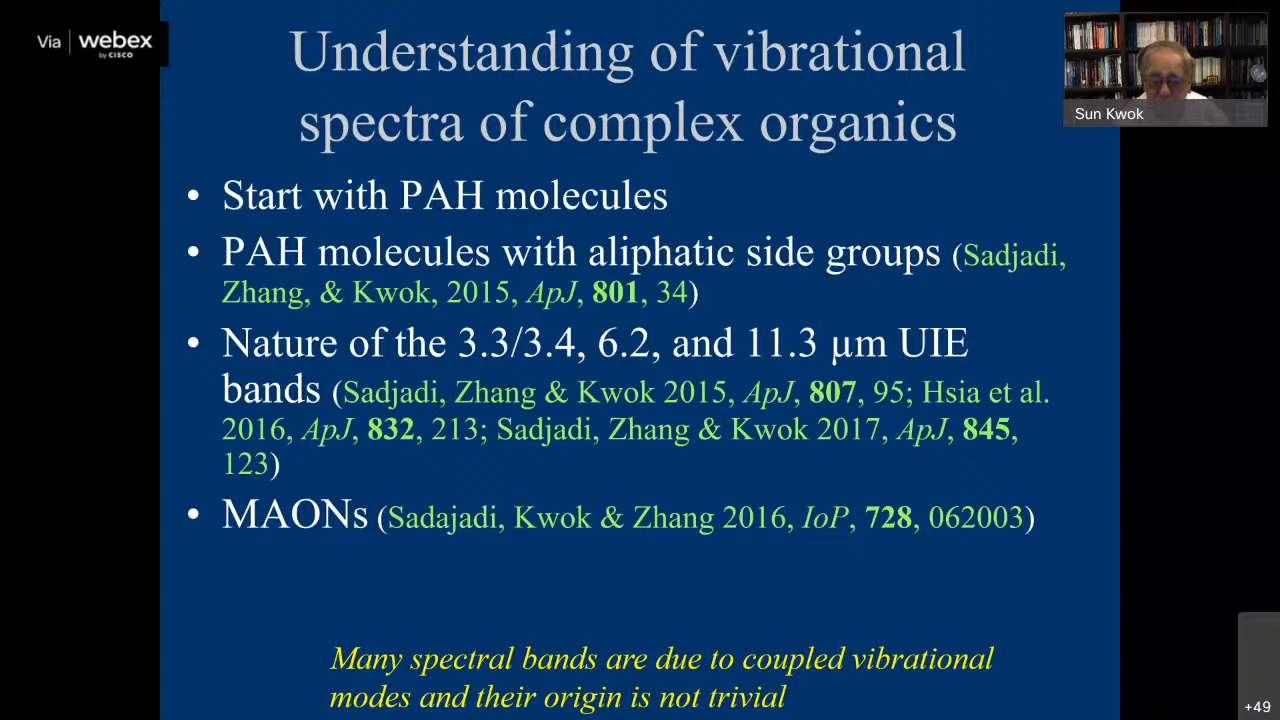 Via | webex
by CISCO
Understanding of vibrational
spectra of complex organics
Sun Kwok
• Start with PAH molecules
• PAH molecules with aliphatic side groups (Sadjadi,
Zhang, & Kwok, 2015, ApJ, 801, 34)
• Nature of the 3.3/3.4, 6.2, and 11.3 µm UIE
bands (Sadjadi, Zhang & Kwok 2015, ApJ, 807, 95; Hsia et al.
2016, ApJ, 832, 213; Sadjadi, Zhang & Kwok 2017, ApJ, 845,
123)
• MAONs (Sadajadi, Kwok & Zhang 2016, IoP, 728, 062003)
Many spectral bands are due to coupled vibrational
modes and their origin is not trivial
+49